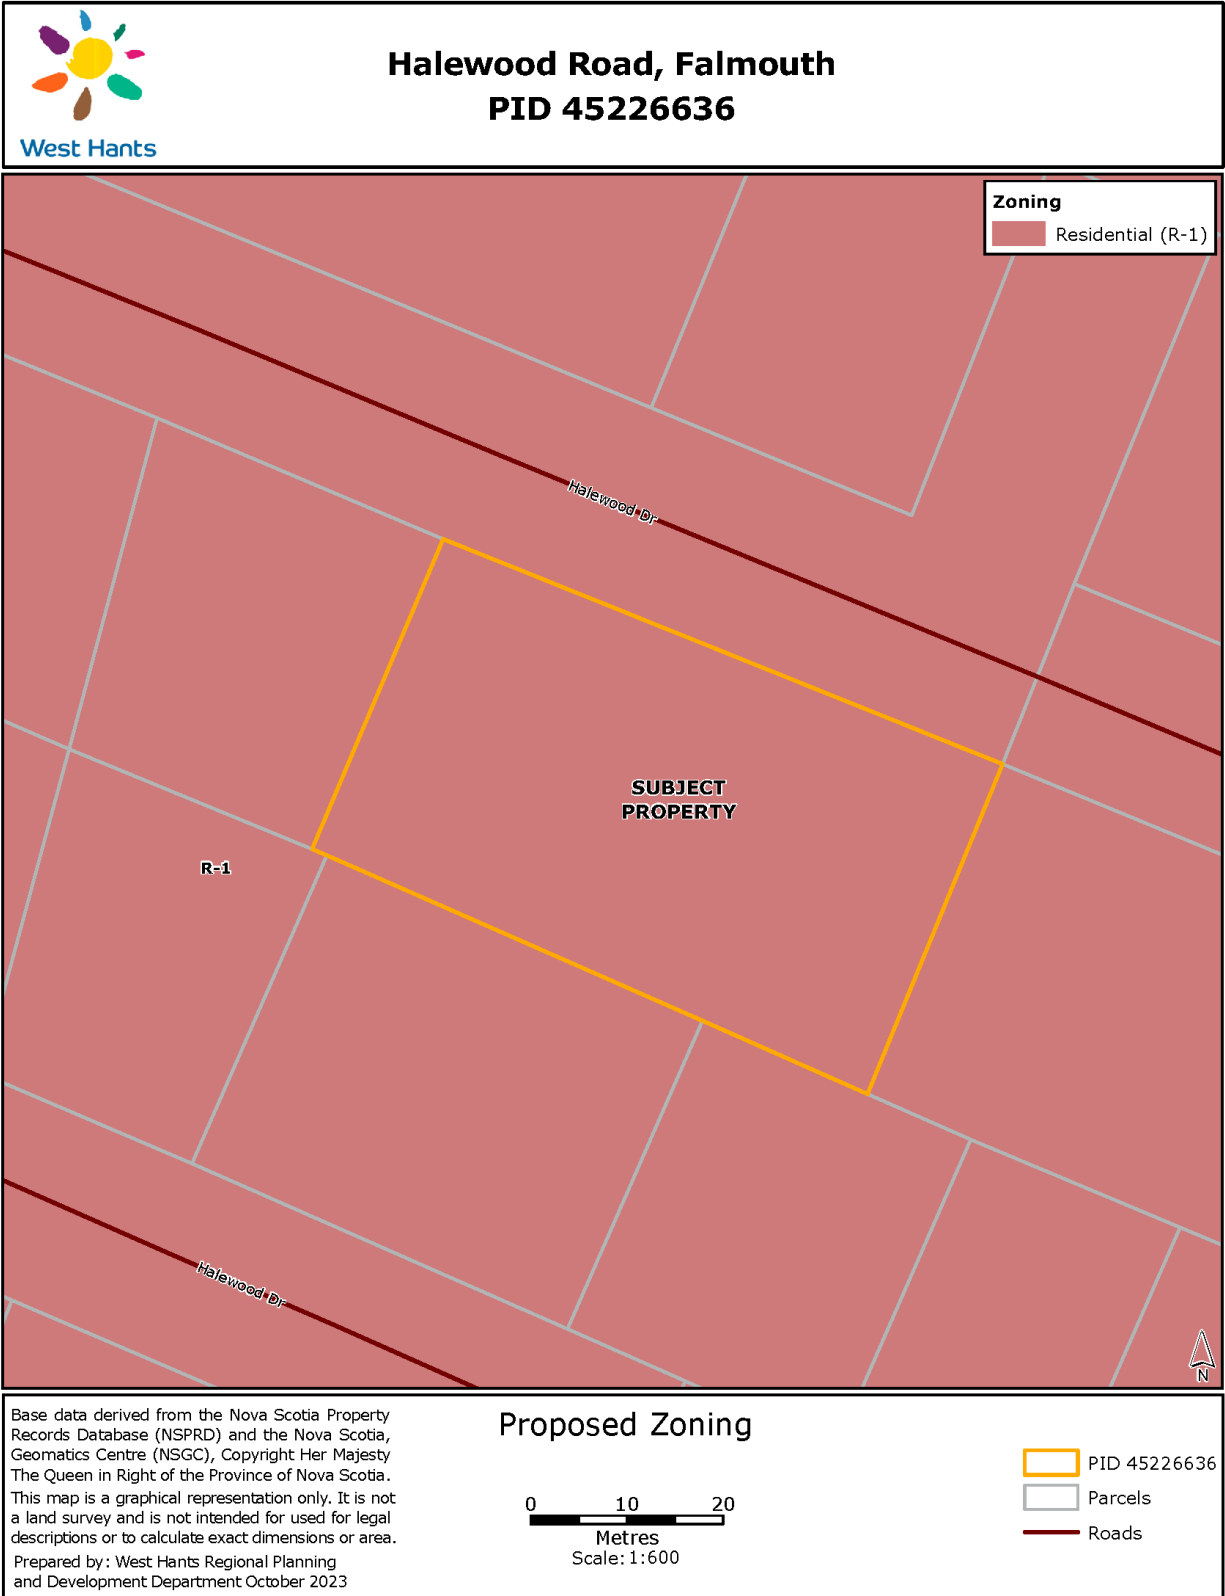 West Hants
Halewood Road, Falmouth
PID 45226636
Zoning
Residential (R-1)
Halewood Dr
SUBJECT
PROPERTY
R-1
Halewood Dr
N
Base data derived from the Nova Scotia Property
Records Database (NSPRD) and the Nova Scotia,
Geomatics Centre (NSGC), Copyright Her Majesty
The Queen in Right of the Province of Nova Scotia.
This map is a graphical representation only. It is not
a land survey and is not intended for used for legal
descriptions or to calculate exact dimensions or area.
Prepared by: West Hants Regional Planning
and Development Department October 2023
Proposed Zoning
0 10 20
Metres
Scale: 1:600
PID 45226636
Parcels
Roads